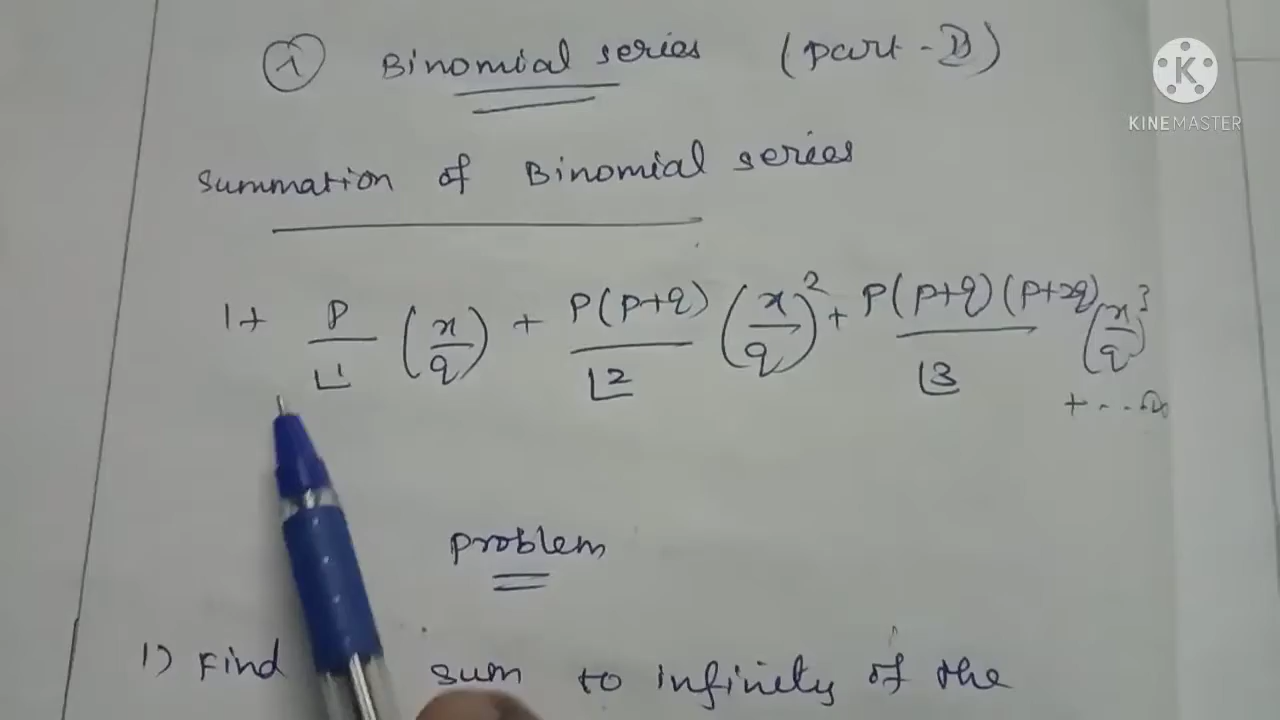 ① Binomial series (part-B)
KINEMASTER
Summation of Binomial series
1 + P/∟1 (x/q) + P(p+q)/∟2 (x/q)² + P(p+q)(p+2q)/∟3 (x/q)³
+ ... ∞
Problem
1) Find sum to infinity of the